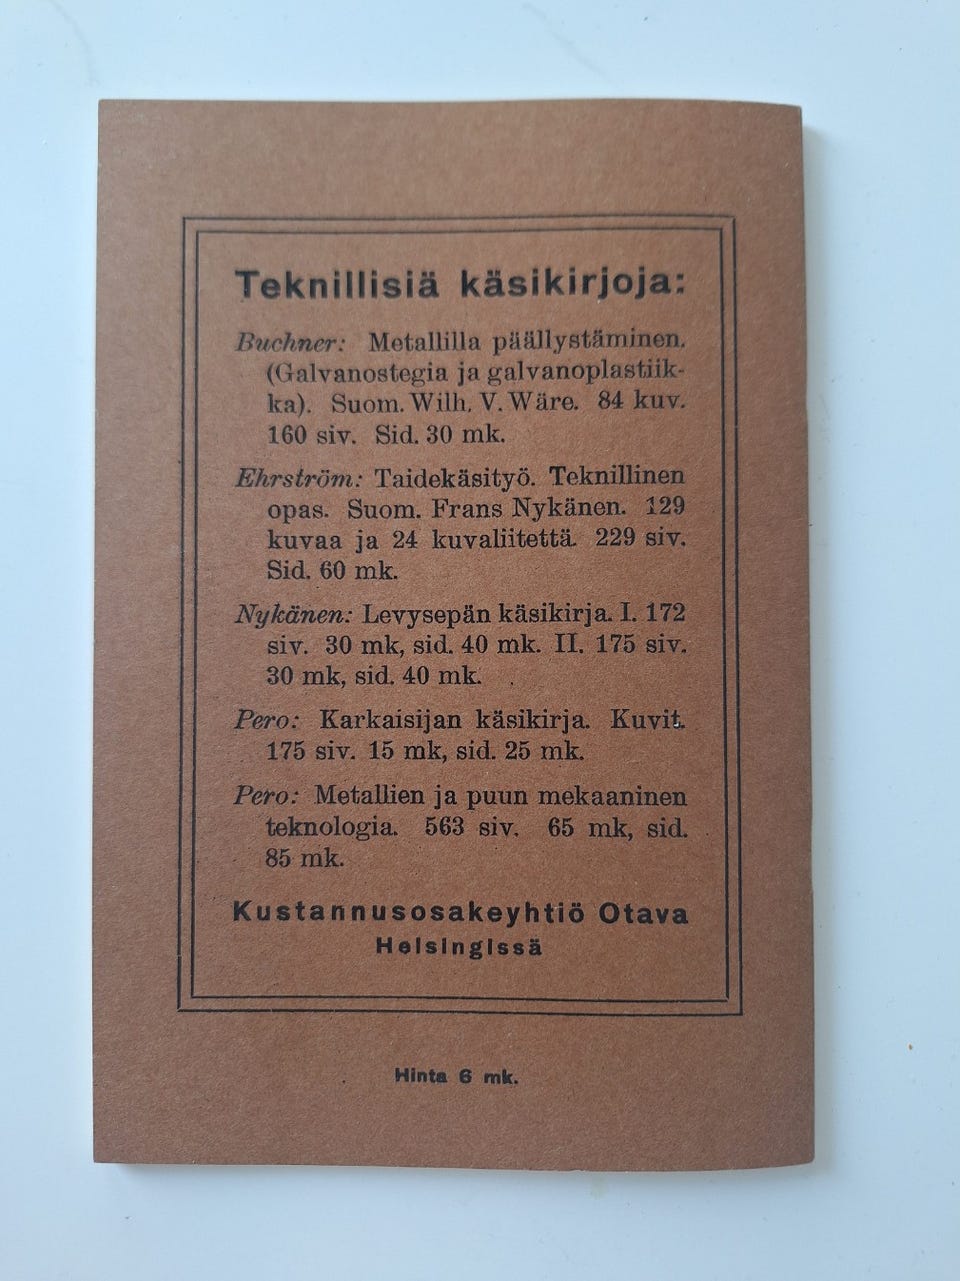 Teknillisiä käsikirjoja:
Buchner: Metallilla päällystäminen.
(Galvanostegia ja galvanoplastiik-
ka). Suom. Wilh. V. Wäre. 84 kuv.
160 siv. Sid. 30 mk.
Ehrström: Taidekäsityö. Teknillinen
opas. Suom. Frans Nykänen. 129
kuvaa ja 24 kuvaliitettä. 229 siv.
Sid. 60 mk.
Nykänen: Levysepän käsikirja. I. 172
siv. 30 mk, sid. 40 mk. II. 175 siv.
30 mk, sid. 40 mk.
Pero: Karkaisijan käsikirja. Kuvit.
175 siv. 15 mk, sid. 25 mk.
Pero: Metallien ja puun mekaaninen
teknologia. 563 siv. 65 mk, sid.
85 mk.
Kustannusosakeyhtiö Otava
Helsingissä
Hinta 6 mk.